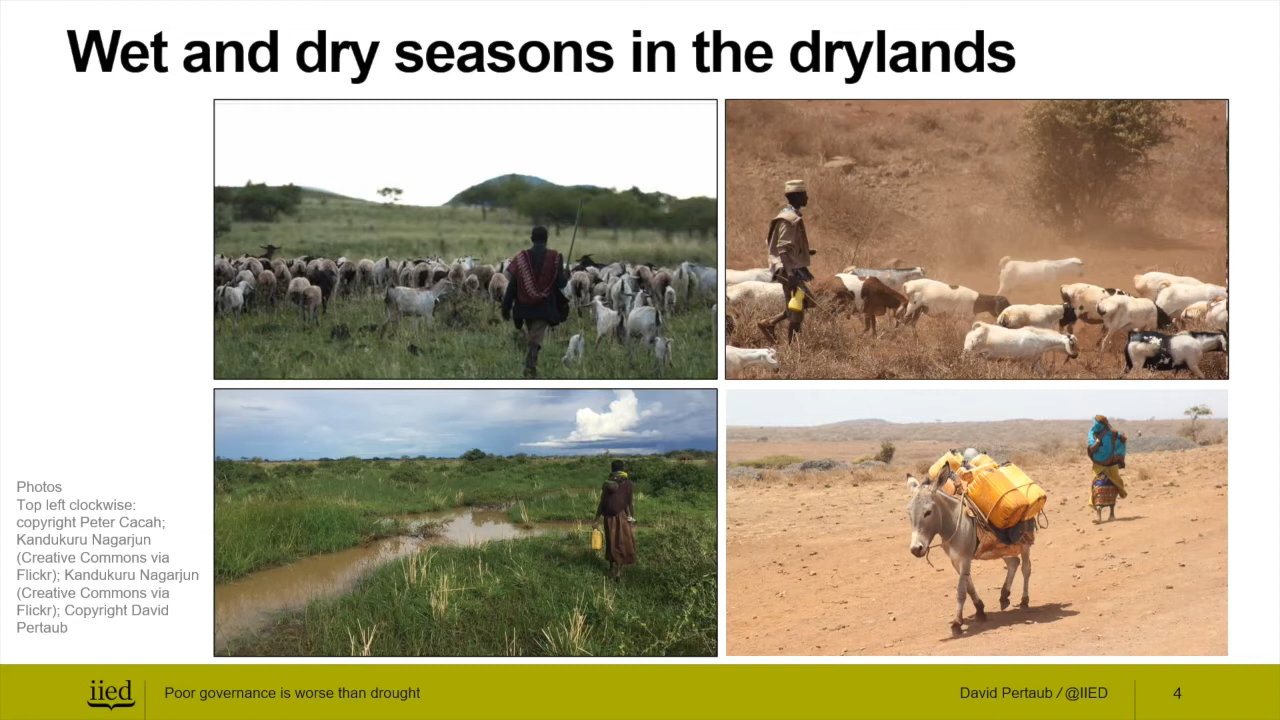 Wet and dry seasons in the drylands
Photos
Top left clockwise:
copyright Peter Cacah;
Kandukuru Nagarjun
(Creative Commons via
Flickr); Kandukuru Nagarjun
(Creative Commons via
Flickr); Copyright David
Pertaub
iied
Poor governance is worse than drought
David Pertaub / @IIED
4